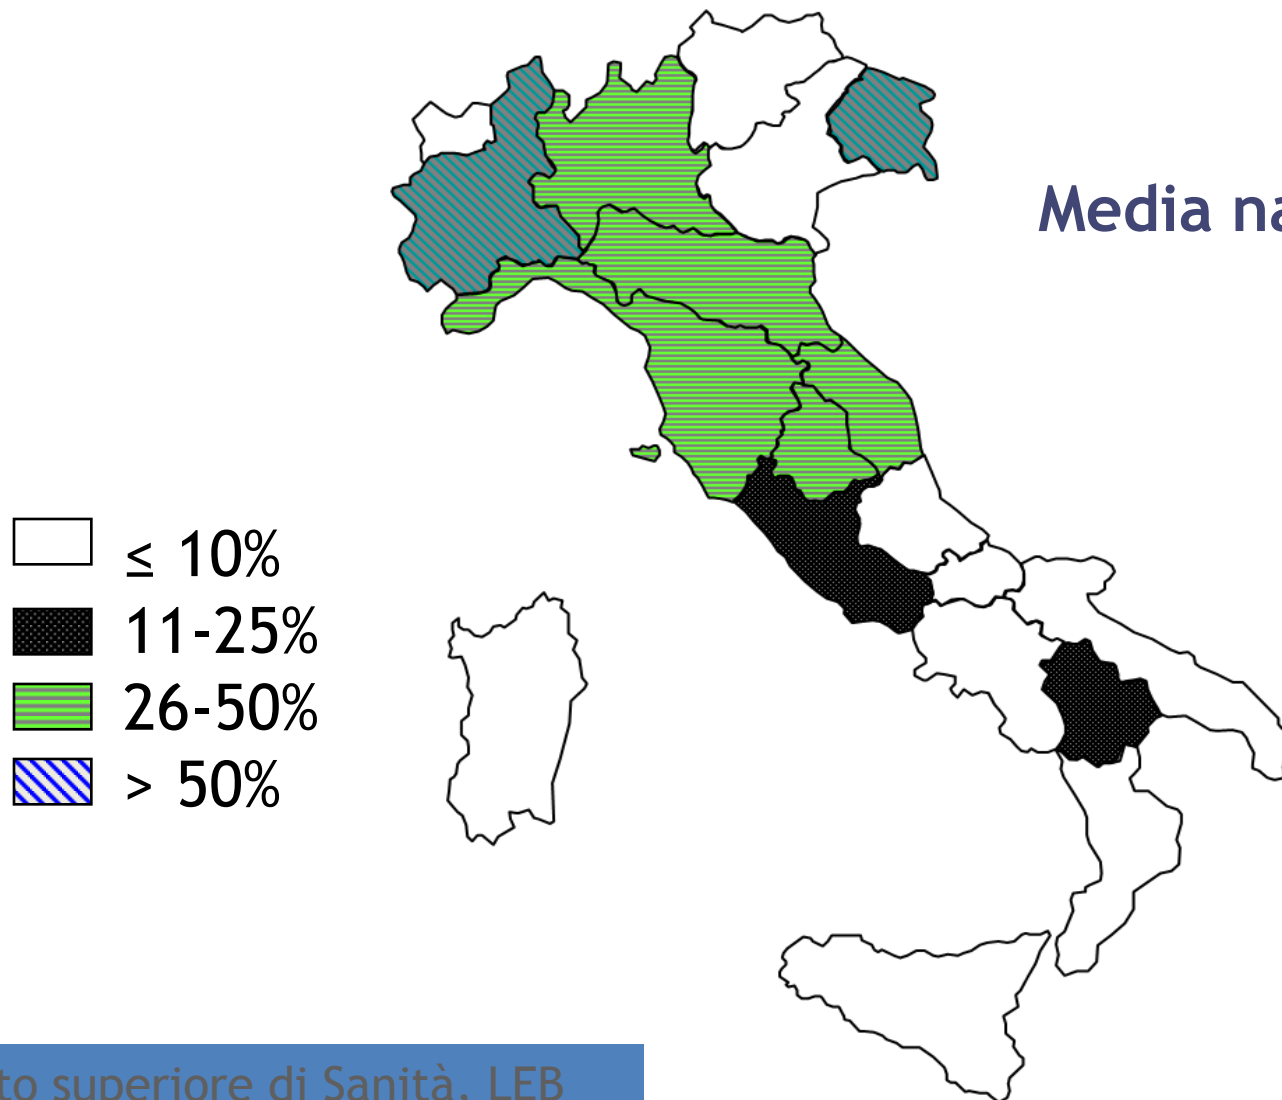 Media na
≤ 10%
11-25%
26-50%
> 50%
to superiore di Sanità, LEB